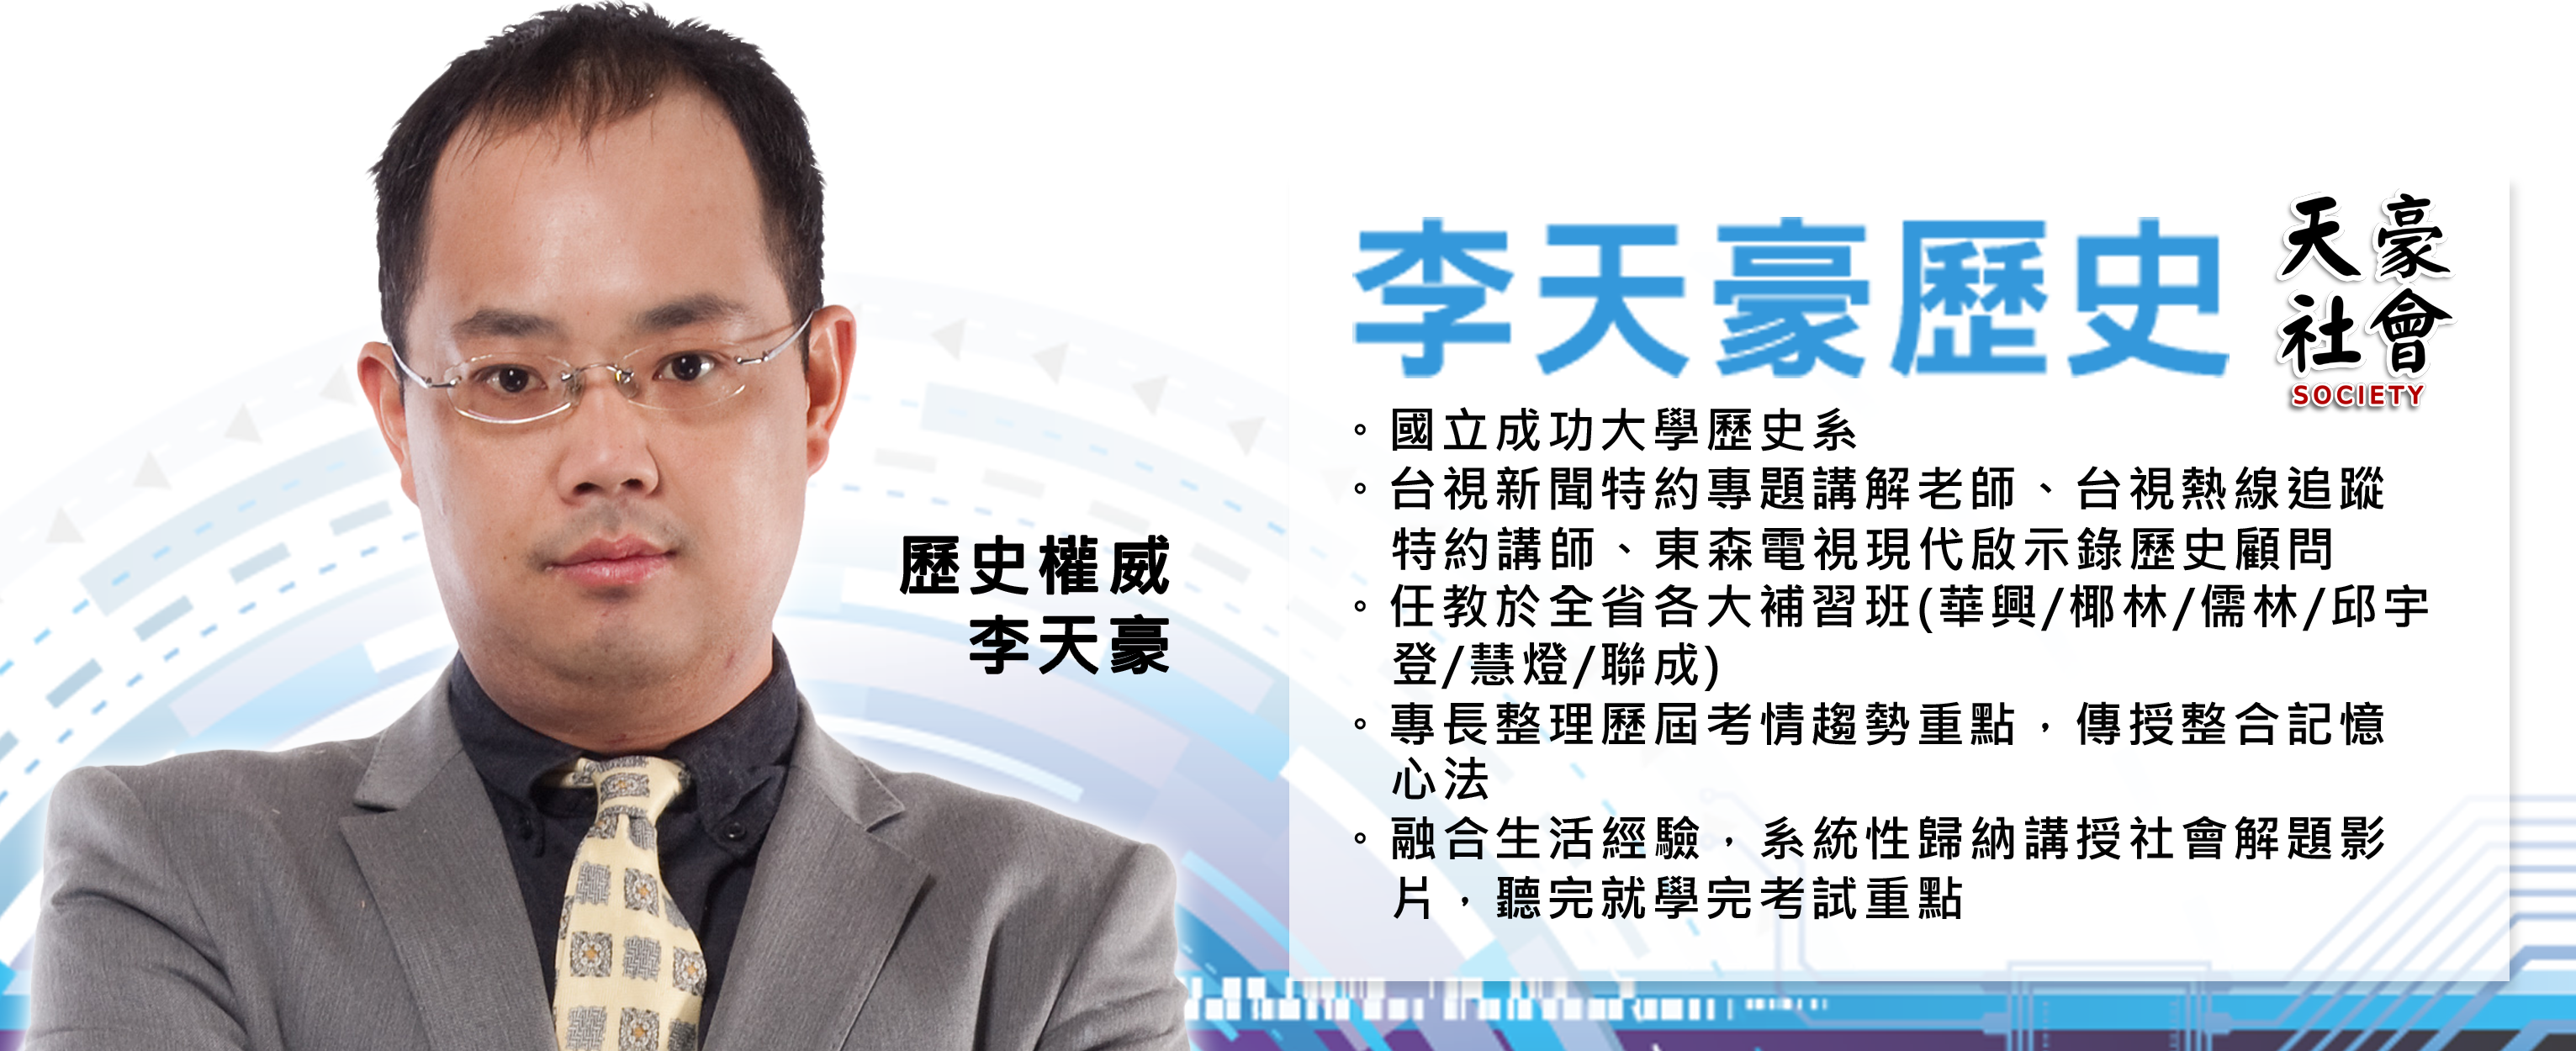 歷史權威
李天豪
李天豪歷史
天豪
社會
SOCIETY
。國立成功大學歷史系
。台視新聞特約專題講解老師、台視熱線追蹤
特約講師、東森電視現代啟示錄歷史顧問
。任教於全省各大補習班(華興/椰林/儒林/邱宇
登/慧燈/聯成)
。專長整理歷屆考情趨勢重點，傳授整合記憶
心法
。融合生活經驗，系統性歸納講授社會解題影
片，聽完就學完考試重點